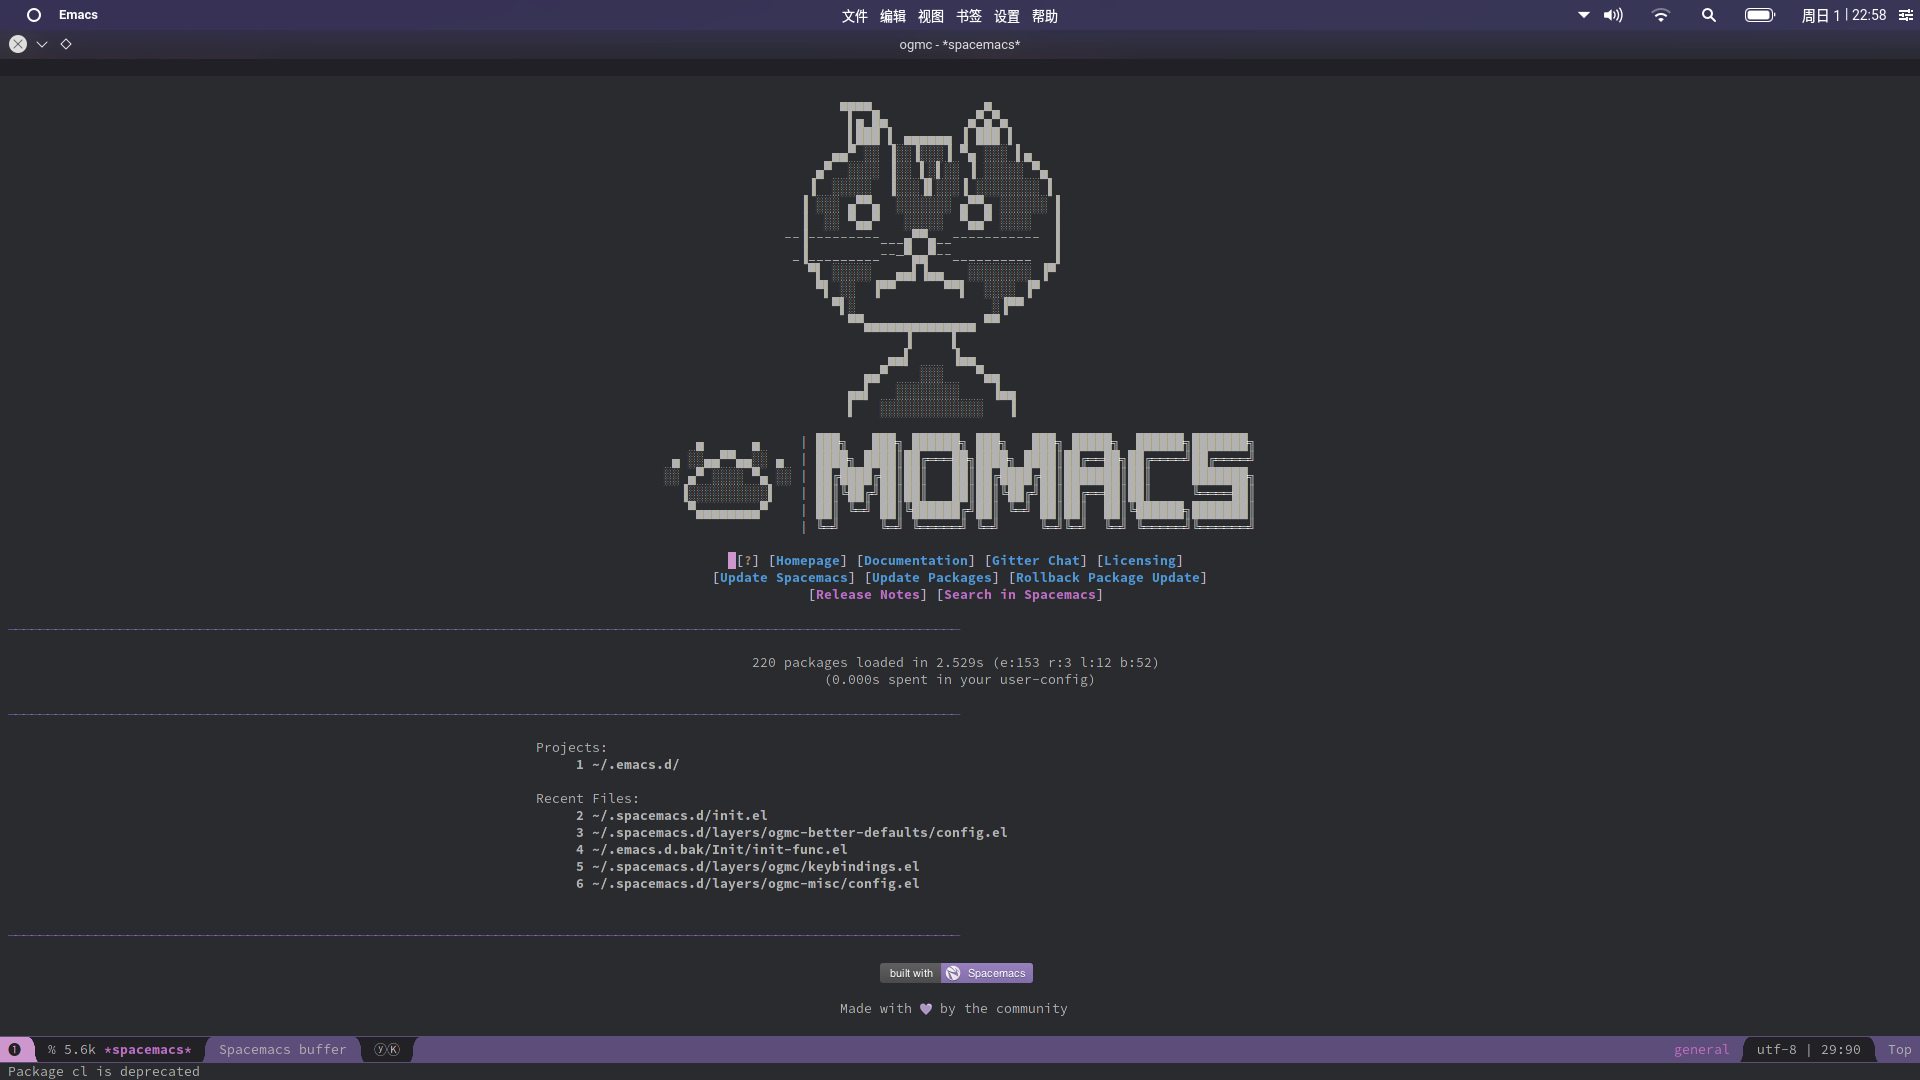 Emacs 文件 编辑 视图 书签 设置 帮助 周日 1 | 22:58
ogmc - *spacemacs*
MOMACS
[?] [Homepage] [Documentation] [Gitter Chat] [Licensing]
[Update Spacemacs] [Update Packages] [Rollback Package Update]
[Release Notes] [Search in Spacemacs]
220 packages loaded in 2.529s (e:153 r:3 l:12 b:52)
(0.000s spent in your user-config)
Projects:
1 ~/.emacs.d/
Recent Files:
2 ~/.spacemacs.d/init.el
3 ~/.spacemacs.d/layers/ogmc-better-defaults/config.el
4 ~/.emacs.d.bak/Init/init-func.el
5 ~/.spacemacs.d/layers/ogmc/keybindings.el
6 ~/.spacemacs.d/layers/ogmc-misc/config.el
built with Spacemacs
Made with ♥ by the community
❶ % 5.6k *spacemacs* Spacemacs buffer ⓨⓀ general utf-8 | 29:90 Top
Package cl is deprecated